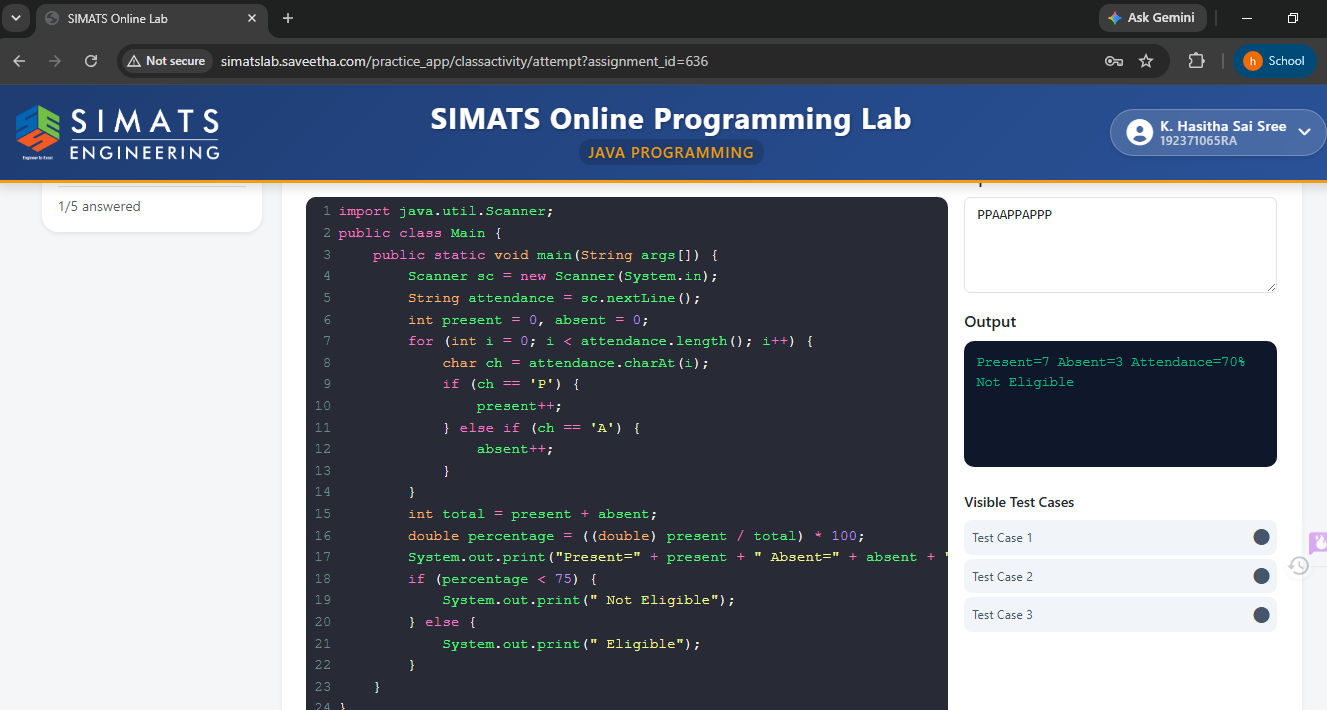 SIMATS Online Lab
Ask Gemini
Not secure
simatslab.saveetha.com/practice_app/classactivity/attempt?assignment_id=636
h School
SIMATS
ENGINEERING
Engineer to Excel
SIMATS Online Programming Lab
JAVA PROGRAMMING
K. Hasitha Sai Sree
192371065RA
1/5 answered
1 import java.util.Scanner;
2 public class Main {
3 public static void main(String args[]) {
4 Scanner sc = new Scanner(System.in);
5 String attendance = sc.nextLine();
6 int present = 0, absent = 0;
7 for (int i = 0; i < attendance.length(); i++) {
8 char ch = attendance.charAt(i);
9 if (ch == 'P') {
10 present++;
11 } else if (ch == 'A') {
12 absent++;
13 }
14 }
15 int total = present + absent;
16 double percentage = ((double) present / total) * 100;
17 System.out.print("Present=" + present + " Absent=" + absent + "
18 if (percentage < 75) {
19 System.out.print(" Not Eligible");
20 } else {
21 System.out.print(" Eligible");
22 }
23 }
24 }
PPAAPPAPPP
Output
Present=7 Absent=3 Attendance=70%
Not Eligible
Visible Test Cases
Test Case 1
Test Case 2
Test Case 3